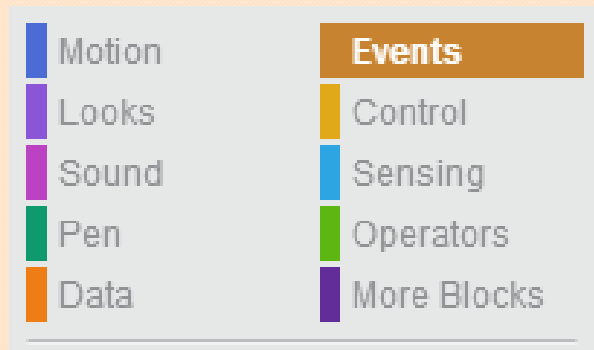 Motion
Looks
Sound
Pen
Data
Events
Control
Sensing
Operators
More Blocks